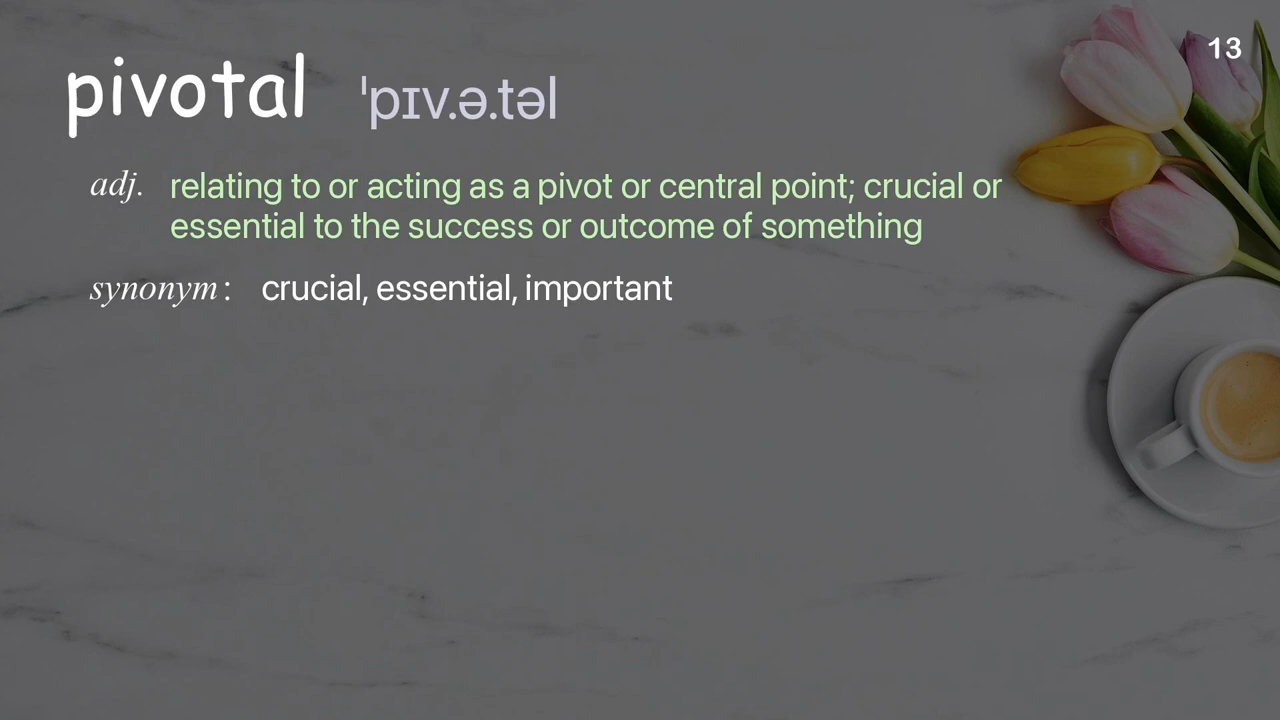 13
pivotal ˈpɪv.ə.təl
adj. relating to or acting as a pivot or central point; crucial or
essential to the success or outcome of something
synonym : crucial, essential, important